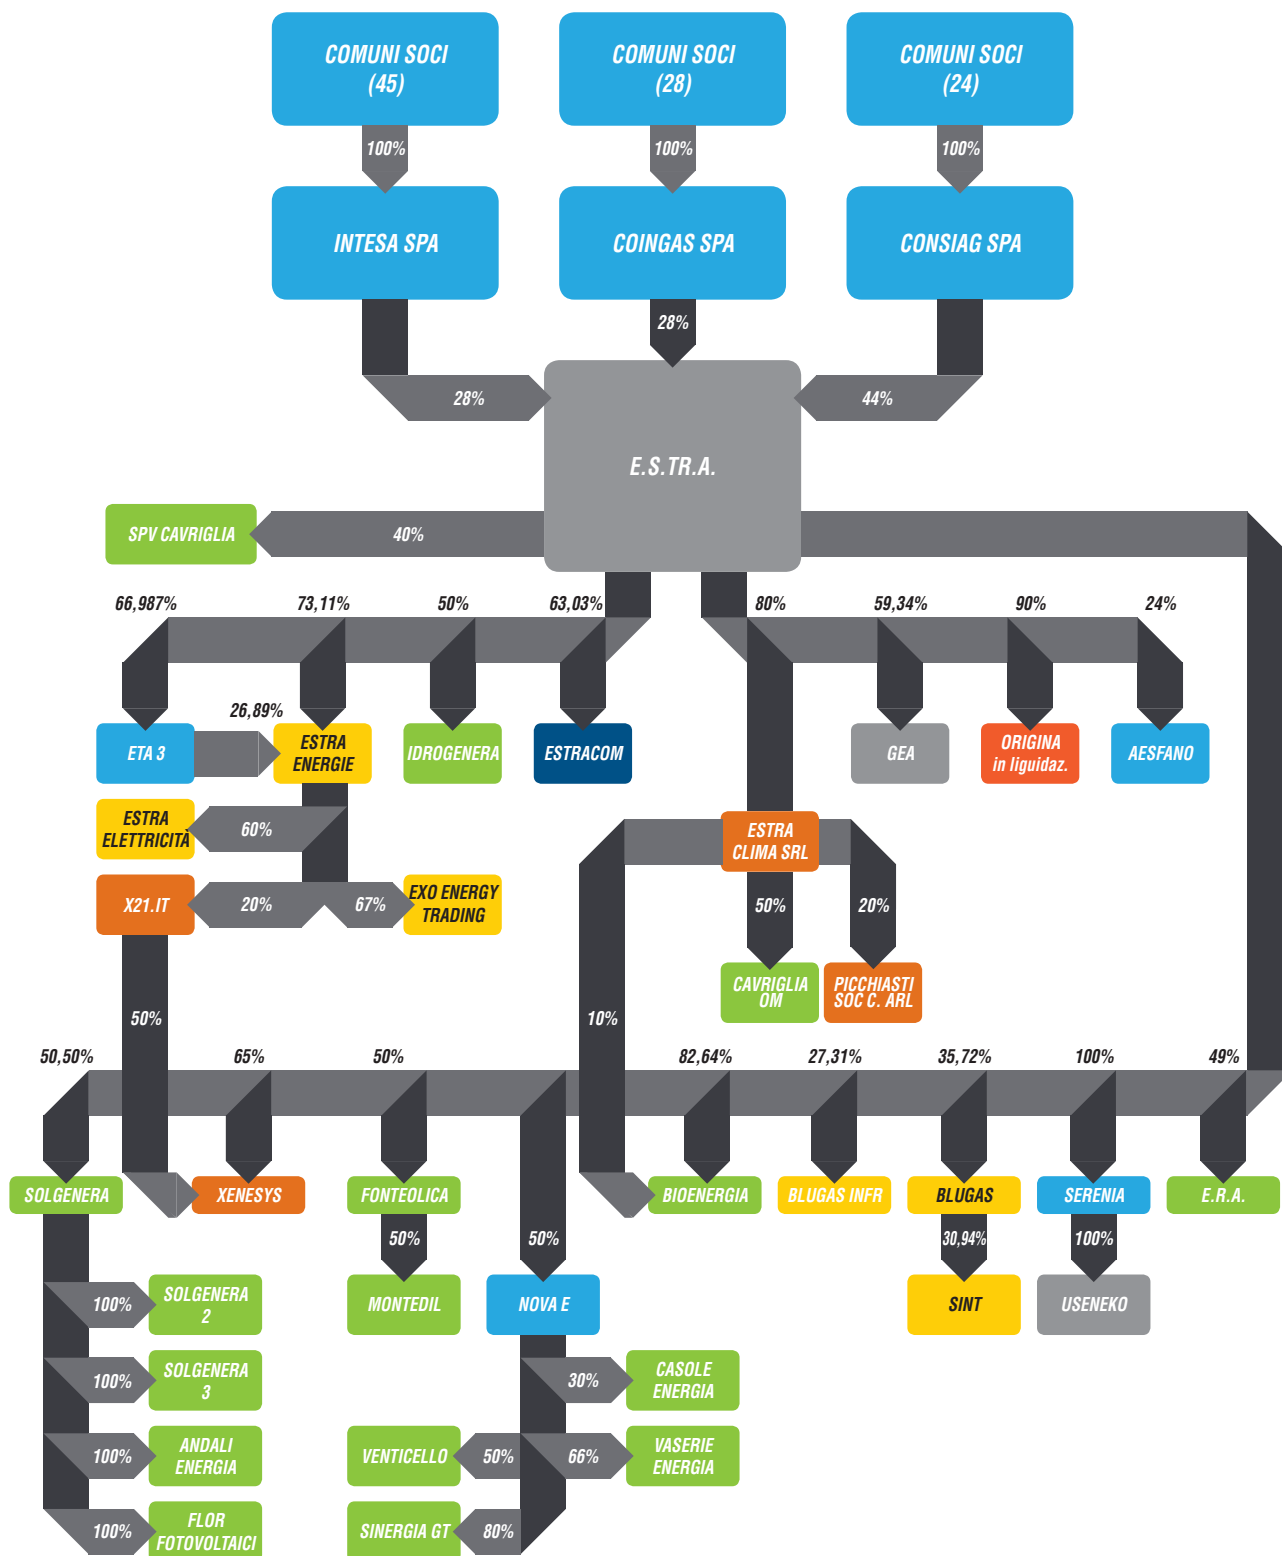 COMUNI SOCI
(45)
COMUNI SOCI
(28)
COMUNI SOCI
(24)
100%
100%
100%
INTESA SPA
COINGAS SPA
CONSIAG SPA
28%
28%
44%
E.S.TR.A.
SPV CAVRIGLIA
40%
66,987%
73,11%
50%
63,03%
80%
59,34%
90%
24%
26,89%
ETA 3
ESTRA
ENERGIE
IDROGENERA
ESTRACOM
GEA
ORIGINA
in liquidaz.
AESFANO
ESTRA
ELETTRICITÀ
60%
ESTRA
CLIMA SRL
X21.IT
20%
67%
EXO ENERGY
TRADING
50%
20%
CAVRIGLIA
OM
PICCHIASTI
SOC C. ARL
50%
10%
50,50%
65%
50%
82,64%
27,31%
35,72%
100%
49%
SOLGENERA
XENESYS
FONTEOLICA
BIOENERGIA
BLUGAS INFR
BLUGAS
SERENIA
E.R.A.
50%
50%
30,94%
100%
100%
SOLGENERA
2
MONTEDIL
NOVA E
SINT
USENEKO
100%
SOLGENERA
3
30%
CASOLE
ENERGIA
100%
ANDALI
ENERGIA
VENTICELLO
50%
66%
VASERIE
ENERGIA
100%
FLOR
FOTOVOLTAICI
SINERGIA GT
80%